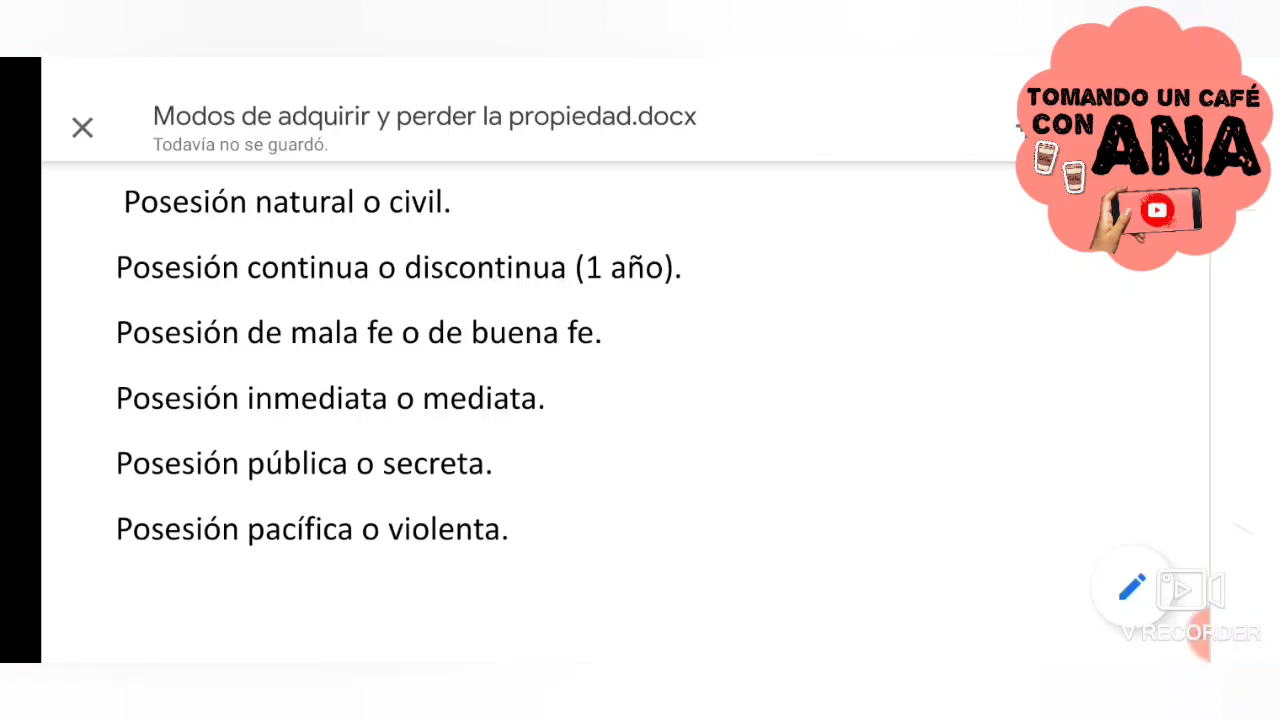 Modos de adquirir y perder la propiedad.docx
Todavía no se guardó.
TOMANDO UN CAFÉ
CON ANA
Posesión natural o civil.
Posesión continua o discontinua (1 año).
Posesión de mala fe o de buena fe.
Posesión inmediata o mediata.
Posesión pública o secreta.
Posesión pacífica o violenta.
V RECORDER